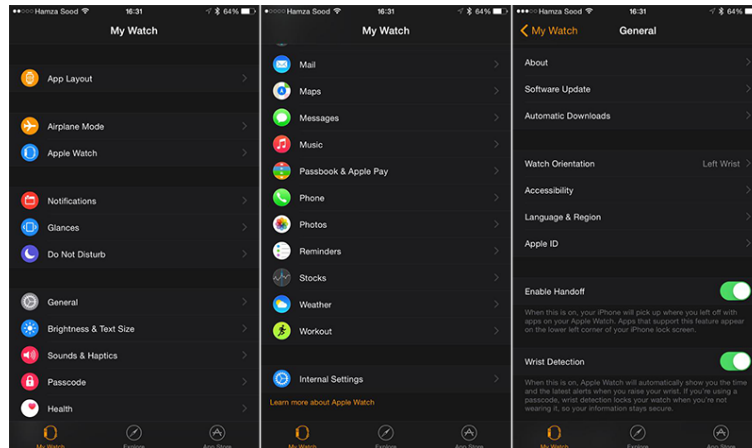 Hamza Sood 16:31 64%
My Watch
App Layout
Airplane Mode
Apple Watch
Notifications
Glances
Do Not Disturb
General
Brightness & Text Size
Sounds & Haptics
Passcode
Health
My Watch Explore App Store
Hamza Sood 16:31 64%
My Watch
Mail
Maps
Messages
Music
Passbook & Apple Pay
Phone
Photos
Reminders
Stocks
Weather
Workout
Internal Settings
Learn more about Apple Watch
My Watch Explore App Store
Hamza Sood 16:31 64%
My Watch General
About
Software Update
Automatic Downloads
Watch Orientation Left Wrist
Accessibility
Language & Region
Apple ID
Enable Handoff
When this is on, your iPhone will pick up where you left off with
apps on your Apple Watch. Apps that support this feature appear
on the lower left corner of your iPhone lock screen.
Wrist Detection
When this is on, Apple Watch will automatically show you the time
and the latest alerts when you raise your wrist. If you're using a
passcode, wrist detection locks your watch when you're not
wearing it, so your information stays secure.
My Watch Explore App Store